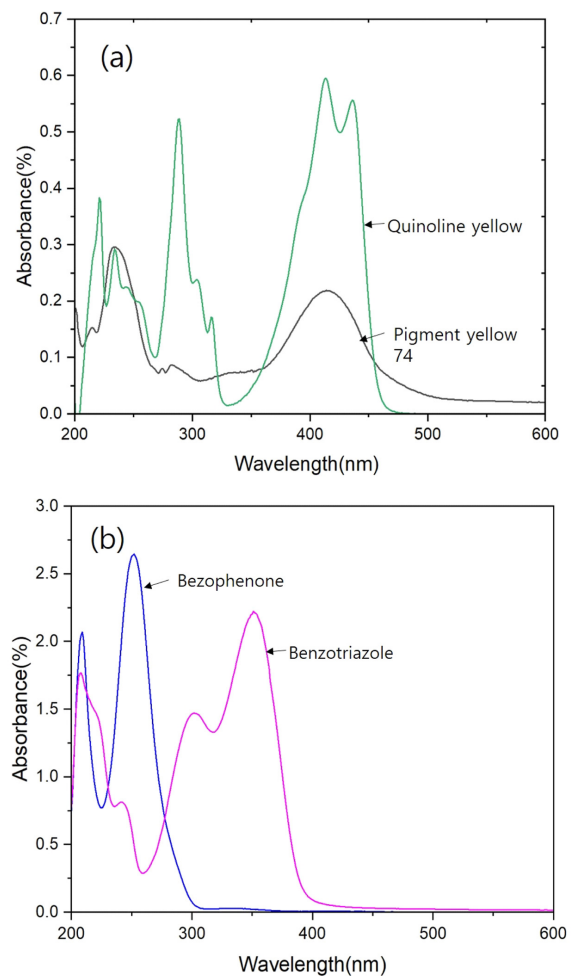 (a)
0.7
0.6
0.5
0.4
0.3
0.2
0.1
0.0
Absorbance(%)
Quinoline yellow
Pigment yellow
74
200 300 400 500 600
Wavelength(nm)
(b)
3.0
2.5
2.0
1.5
1.0
0.5
0.0
Absorbance(%)
Bezophenone
Benzotriazole
200 300 400 500 600
Wavelength(nm)